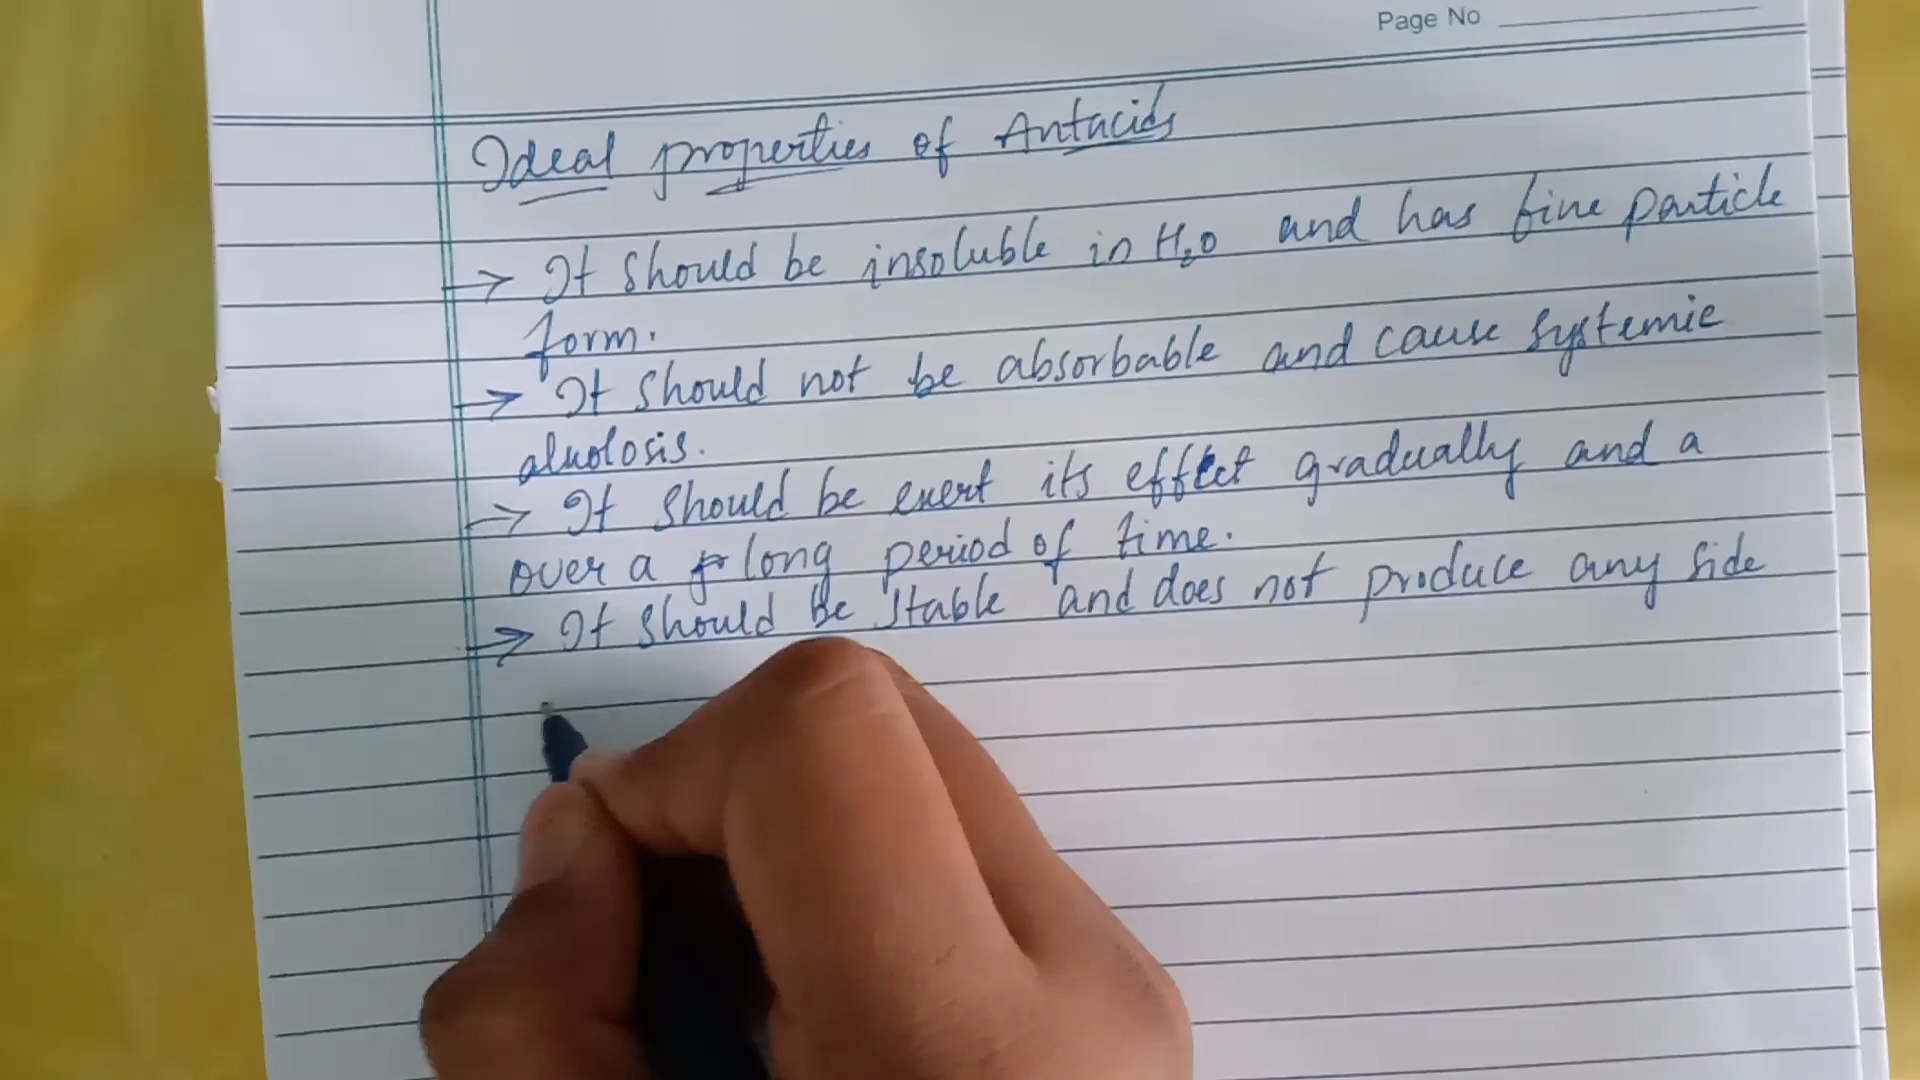 Page No
Ideal properties of Antacids
→ It should be insoluble in H₂O and has fine particle
form.
→ It should not be absorbable and cause systemic
alkolosis.
→ It should be exert its effect gradually and a
over a long period of time.
→ It should be stable and does not produce any side